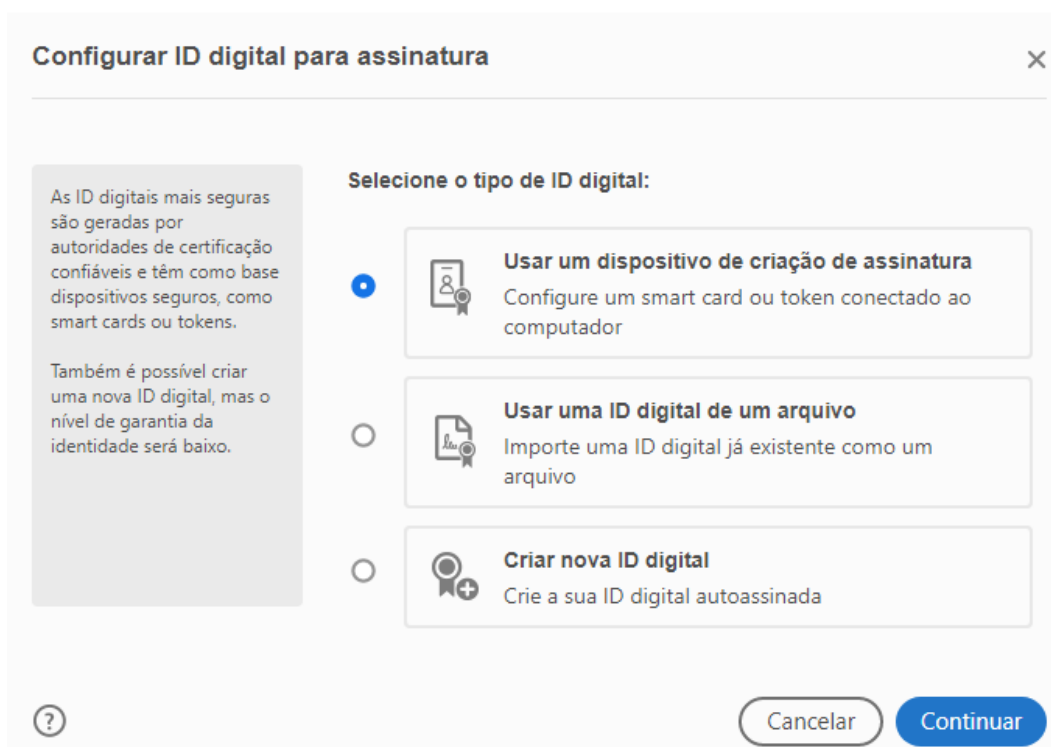 Configurar ID digital para assinatura
As ID digitais mais seguras
são geradas por
autoridades de certificação
confiáveis e têm como base
dispositivos seguros, como
smart cards ou tokens.
Também é possível criar
uma nova ID digital, mas o
nível de garantia da
identidade será baixo.
Selecione o tipo de ID digital:
Usar um dispositivo de criação de assinatura
Configure um smart card ou token conectado ao
computador
Usar uma ID digital de um arquivo
Importe uma ID digital já existente como um
arquivo
Criar nova ID digital
Crie a sua ID digital autoassinada
?
Cancelar
Continuar